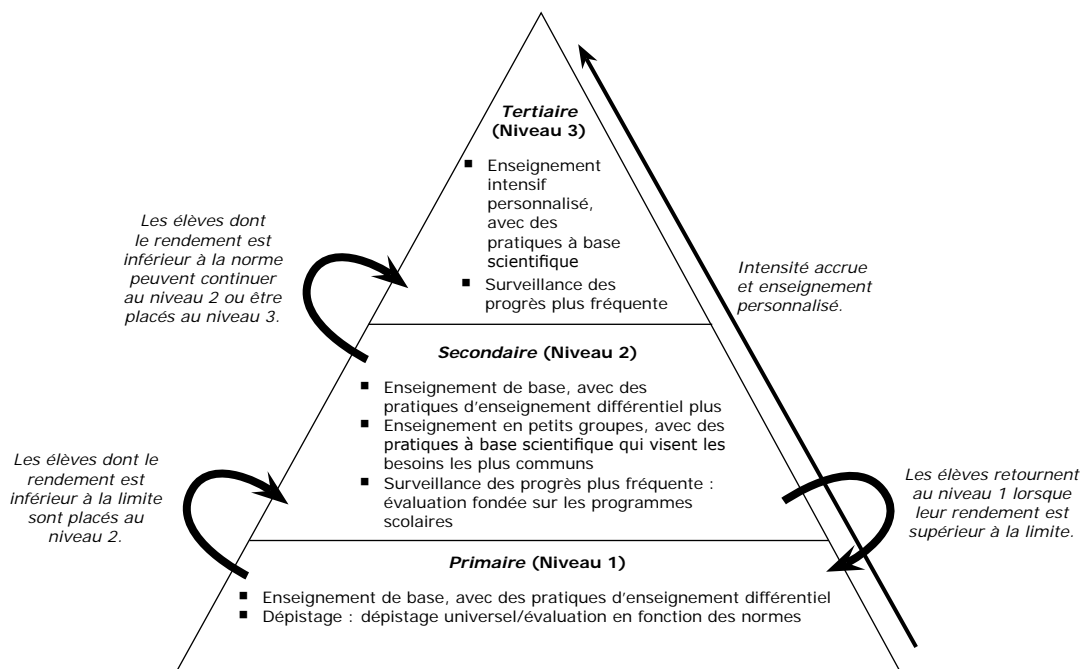 Tertiaire
(Niveau 3)
■ Enseignement
intensif
personnalisé,
avec des
pratiques à base
scientifique
■ Surveillance des
progrès plus fréquente
Les élèves dont
le rendement est
inférieur à la norme
peuvent continuer
au niveau 2 ou être
placés au niveau 3.
Intensité accrue
et enseignement
personnalisé.
Secondaire (Niveau 2)
■ Enseignement de base, avec des
pratiques d'enseignement différentiel plus
■ Enseignement en petits groupes, avec des
pratiques à base scientifique qui visent les
besoins les plus communs
■ Surveillance des progrès plus fréquente :
évaluation fondée sur les programmes
scolaires
Les élèves dont le
rendement est
inférieur à la limite
sont placés au
niveau 2.
Les élèves retournent
au niveau 1 lorsque
leur rendement est
supérieur à la limite.
Primaire (Niveau 1)
■ Enseignement de base, avec des pratiques d'enseignement différentiel
■ Dépistage : dépistage universel/évaluation en fonction des normes